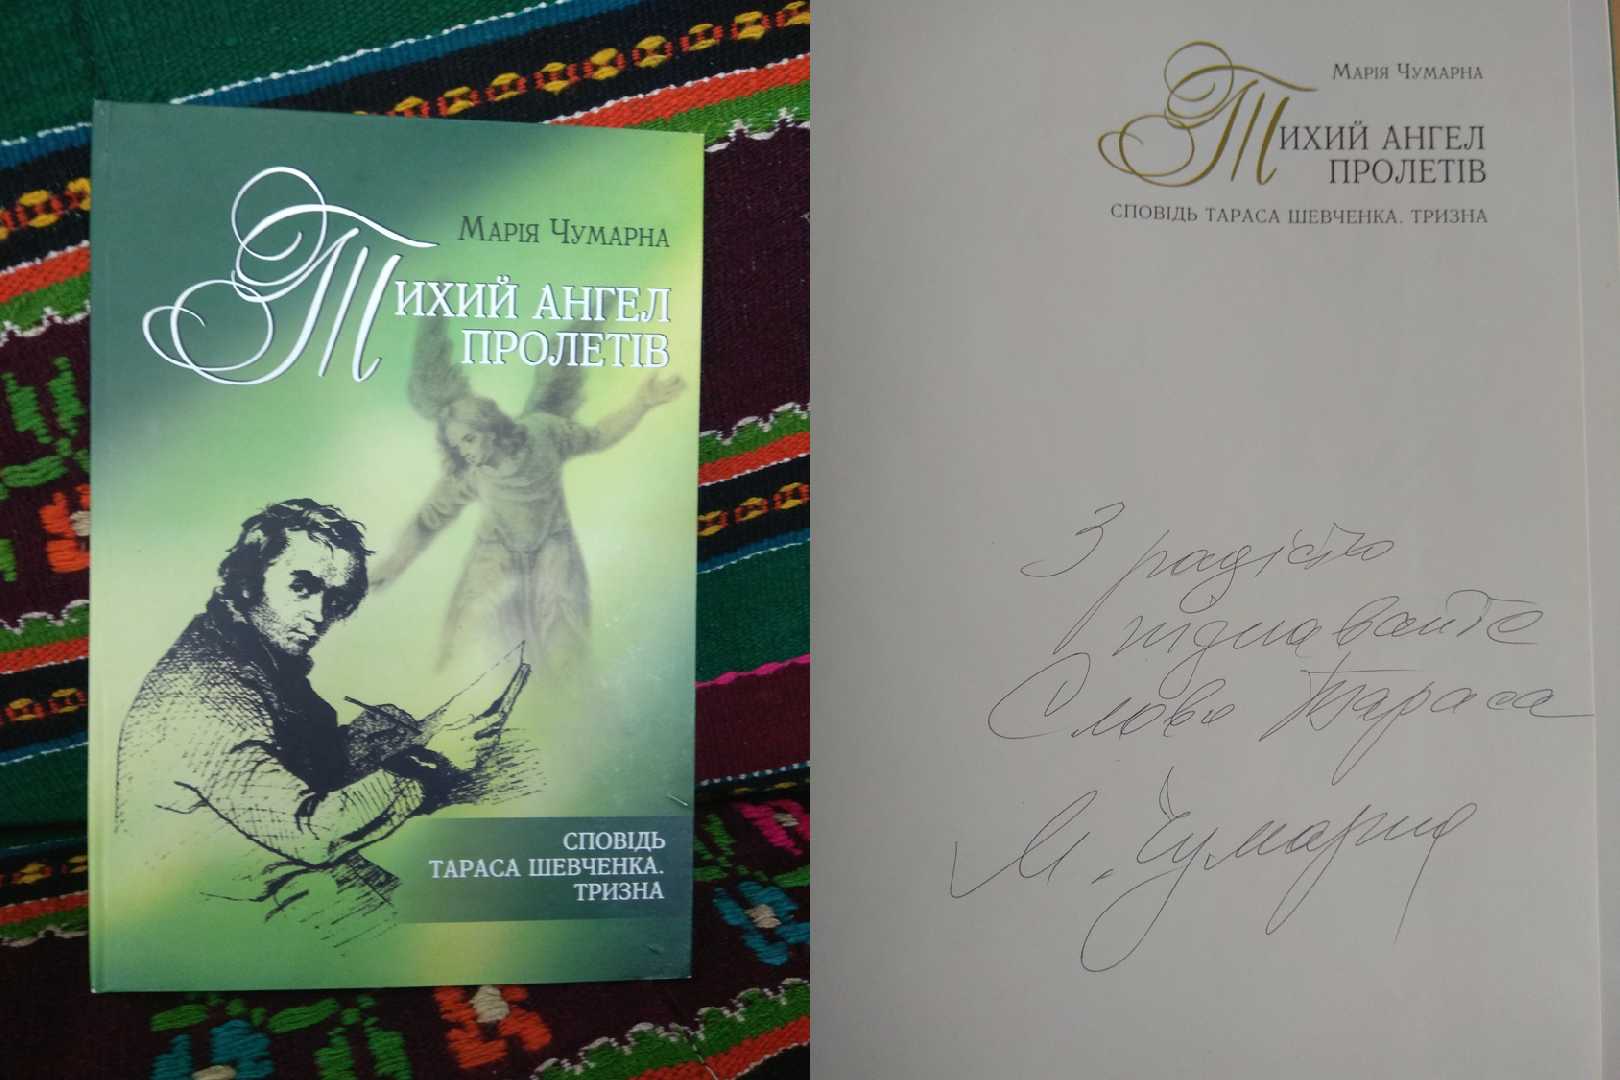 Марія Чумарна
Тихий ангел
пролетів
Сповідь
Тараса Шевченка.
Тризна
Марія Чумарна
Тихий ангел
пролетів
Сповідь Тараса Шевченка. Тризна
З радістю
пізнавайте
Слово Тараса
М. Чумарна